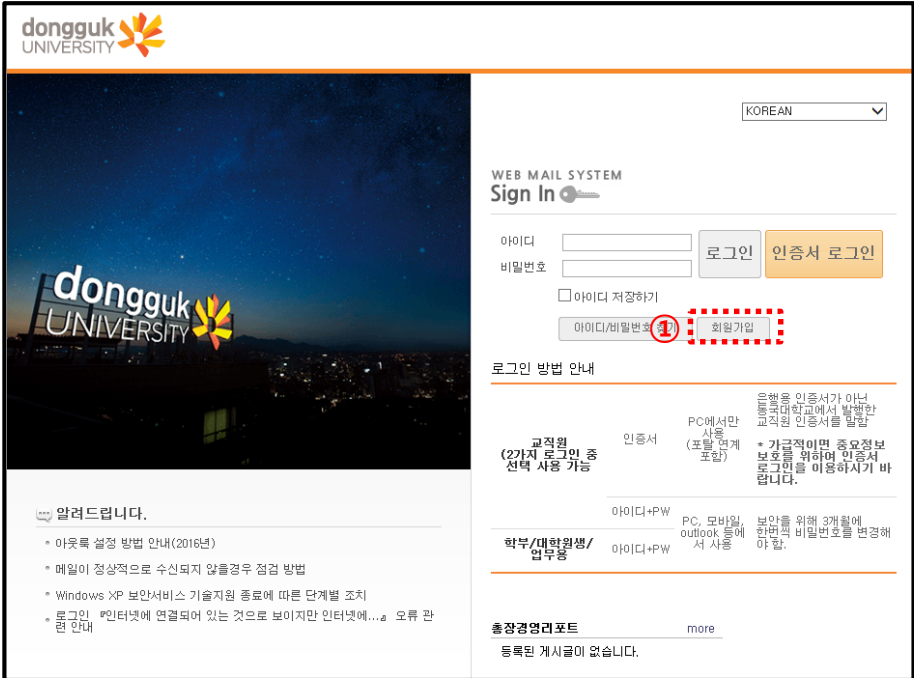 dongguk
UNIVERSITY
KOREAN
WEB MAIL SYSTEM
Sign In
아이디
비밀번호
로그인
인증서 로그인
아이디 저장하기
아이디/비밀번호
①
회원가입
dongguk
UNIVERSITY
로그인 방법 안내
교직원
(2가지 로그인 중
선택 사용 가능
인증서
PC에서만
사용
(포탈 연계
포함)
은행용 인증서가 아닌
동국대학교에서 발행한
교직원 인증서를 말함
* 가급적이면 중요정보
보호를 위하여 인증서
로그인을 이용하시기 바
랍니다.
아이디+PW
학부/대학원생/
업무용
아이디+PW
PC, 모바일,
outlook 등에
서 사용
보안을 위해 3개월에
한번씩 비밀번호를 변경해
야 함.
알려드립니다.
아웃룩 설정 방법 안내(2016년)
메일이 정상적으로 수신되지 않을경우 점검 방법
Windows XP 보안서비스 기술지원 종료에 따른 단계별 조치
로그인 『인터넷에 연결되어 있는 것으로 보이지만 인터넷에...』 오류 관
련 안내
총장경영리포트 more
등록된 게시글이 없습니다.